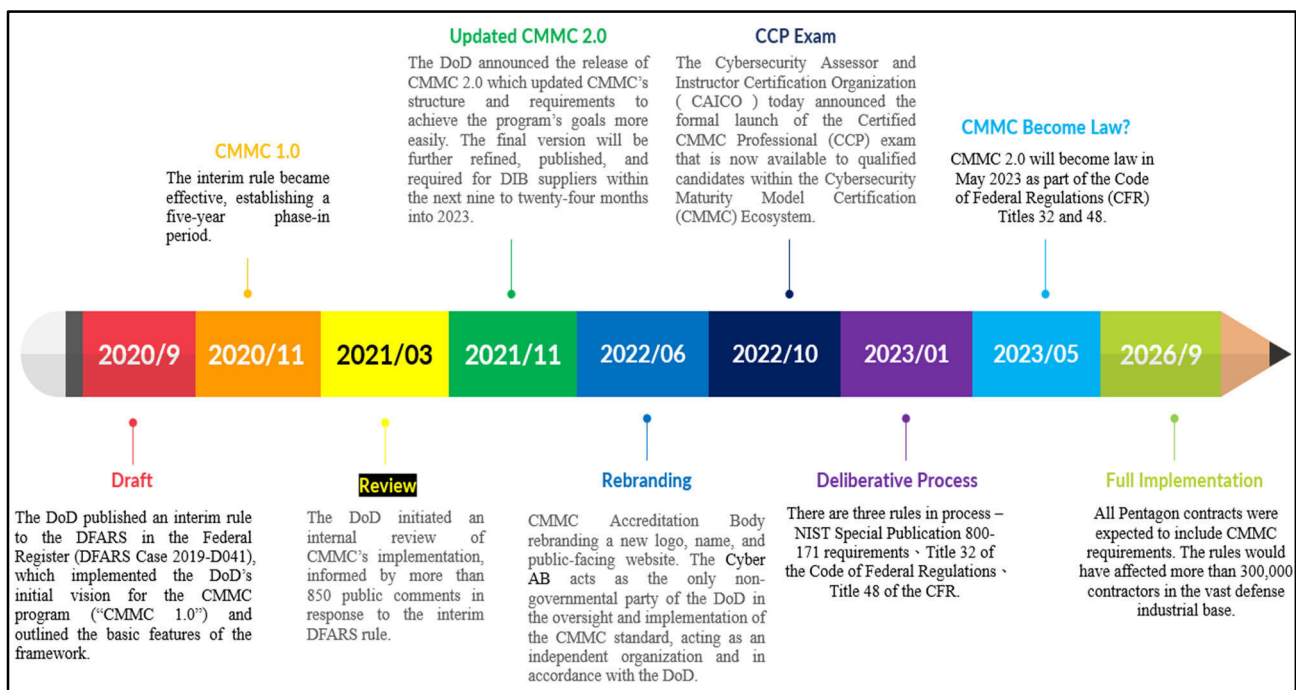 Updated CMMC 2.0
The DoD announced the release of
CMMC 2.0 which updated CMMC's
structure and requirements to
achieve the program's goals more
easily. The final version will be
further refined, published, and
required for DIB suppliers within
the next nine to twenty-four months
into 2023.
CCP Exam
The Cybersecurity Assessor and
Instructor Certification Organization
( CAICO ) today announced the
formal launch of the Certified
CMMC Professional (CCP) exam
that is now available to qualified
candidates within the Cybersecurity
Maturity Model Certification
(CMMC) Ecosystem.
CMMC 1.0
The interim rule became
effective, establishing a
five-year phase-in
period.
CMMC Become Law?
CMMC 2.0 will become law in
May 2023 as part of the Code
of Federal Regulations (CFR)
Titles 32 and 48.
2020/9
2020/11
2021/03
2021/11
2022/06
2022/10
2023/01
2023/05
2026/9
Draft
The DoD published an interim rule
to the DFARS in the Federal
Register (DFARS Case 2019-D041),
which implemented the DoD's
initial vision for the CMMC
program ("CMMC 1.0") and
outlined the basic features of the
framework.
Review
The DoD initiated an
internal review of
CMMC's implementation,
informed by more than
850 public comments in
response to the interim
DFARS rule.
Rebranding
CMMC Accreditation Body
rebranding a new logo, name, and
public-facing website. The Cyber
AB acts as the only non-
governmental party of the DoD in
the oversight and implementation of
the CMMC standard, acting as an
independent organization and in
accordance with the DoD.
Deliberative Process
There are three rules in process –
NIST Special Publication 800-
171 requirements、Title 32 of
the Code of Federal Regulations、
Title 48 of the CFR.
Full Implementation
All Pentagon contracts were
expected to include CMMC
requirements. The rules would
have affected more than 300,000
contractors in the vast defense
industrial base.